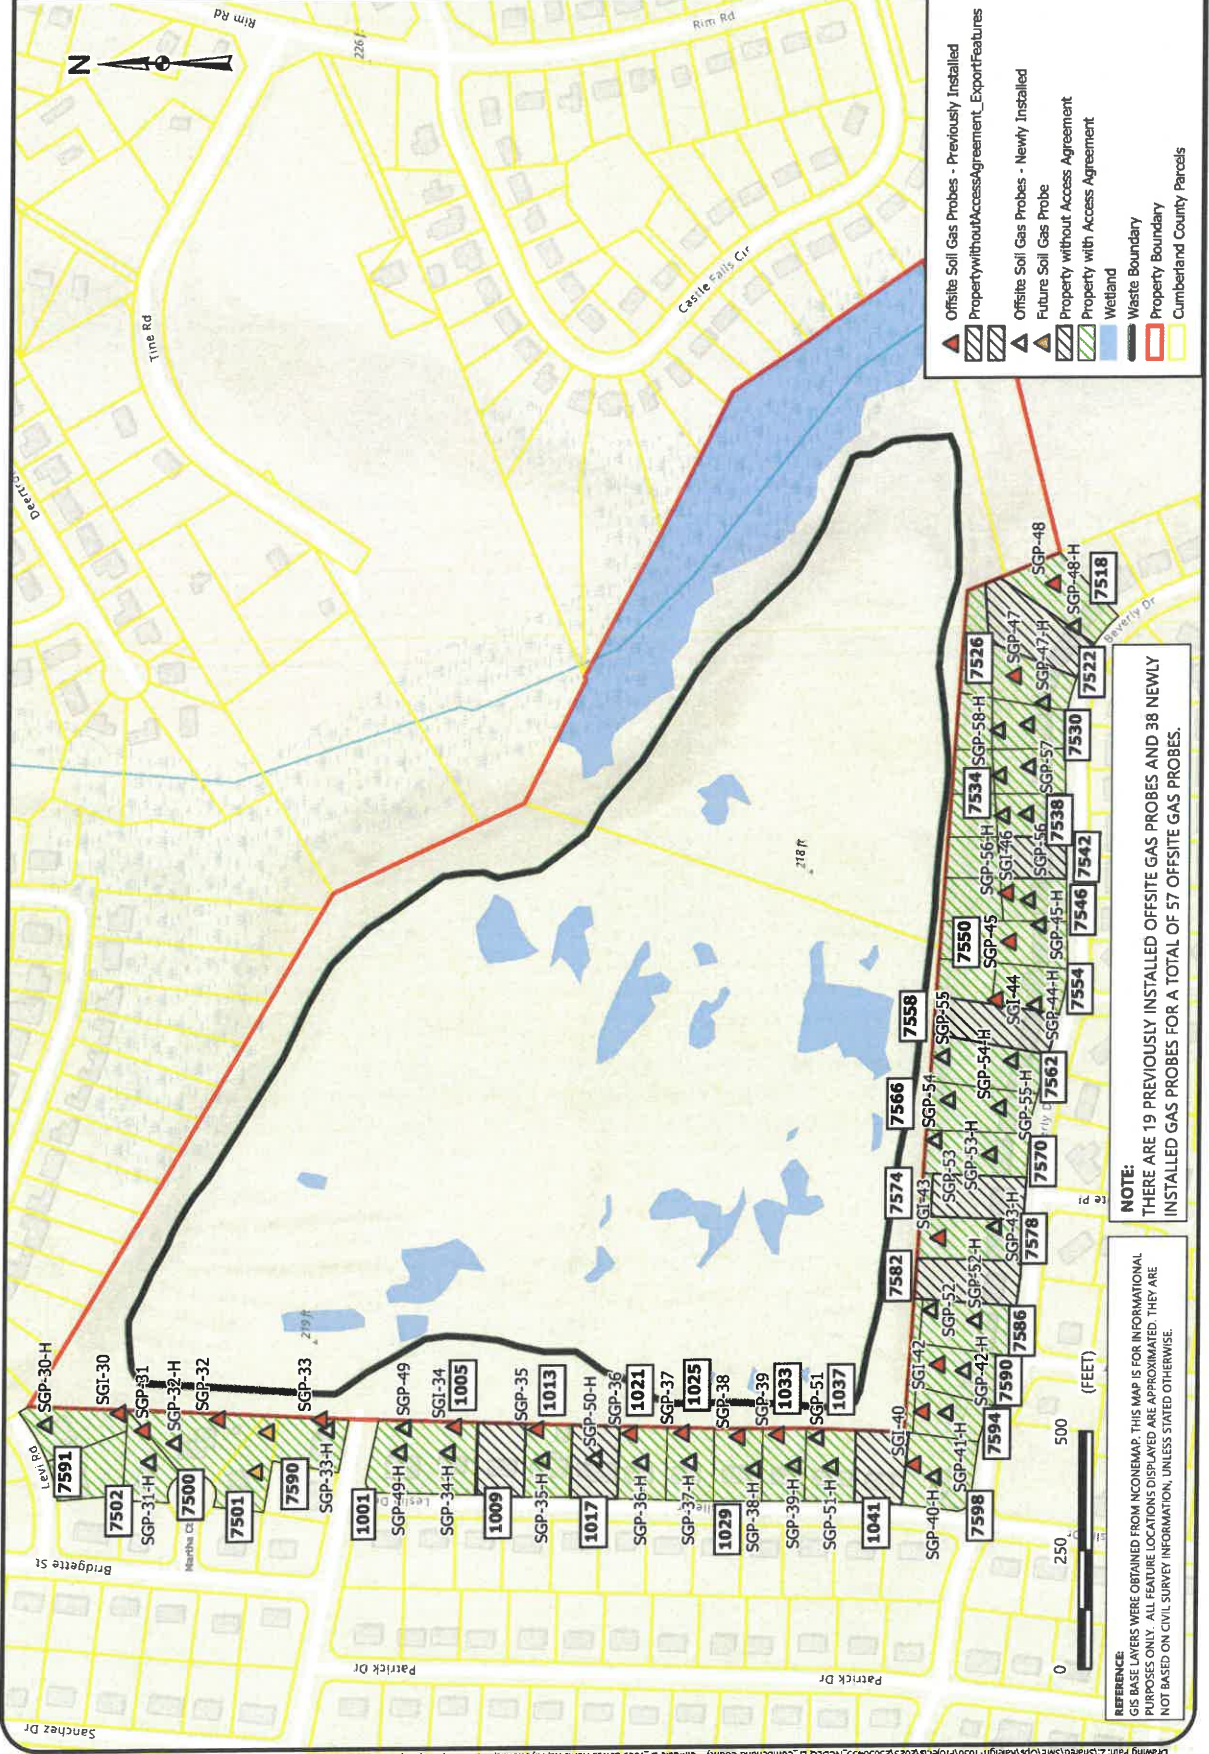 N
Rim Rd
Rim Rd
226 ft
Tine Rd
Castle Falls Cir
Bridgette St
Sanchez Dr
Patrick Dr
Patrick Dr
Levi Rd
Martha Ct
Beverly Dr
219 ft
218 ft
SGP-30-H
SGI-30
SGP-31
SGP-32-H
SGP-32
SGP-33
SGP-31-H
SGP-33-H
7591
7502
7500
7501
7590
1001
SGP-49
SGI-34
1005
SGP-35
1013
SGP-50-H
SGP-36
1021
SGP-37
1025
SGP-38
SGP-39
1033
SGP-51
1037
SGP-49-H
SGP-34-H
1009
SGP-35-H
1017
SGP-36-H
SGP-37-H
1029
SGP-38-H
SGP-39-H
SGP-51-H
1041
SGI-40
SGP-40-H
7598
SGP-41-H
7594
SGI-42
SGP-42-H
7590
7586
SGP-52
SGP-52-H
7582
SGI-43
SGP-43-H
7578
7574
SGP-53
SGP-53-H
7570
7566
SGP-54
SGP-54-H
SGP-55-H
7562
7558
SGP-55
SGI-44
SGP-44-H
7554
7550
SGP-45
SGP-45-H
7546
7542
SGP-56-H
SGI-46
SGP-56
7538
7534
SGP-57
SGP-58-H
7530
7526
SGP-47
SGP-47-H
7522
SGP-48
SGP-48-H
7518
Offsite Soil Gas Probes - Previously Installed
PropertywithoutAccessAgreement_ExportFeatures
Offsite Soil Gas Probes - Newly Installed
Future Soil Gas Probe
Property without Access Agreement
Property with Access Agreement
Wetland
Waste Boundary
Property Boundary
Cumberland County Parcels
0 250 500
(FEET)
REFERENCE:
GIS BASE LAYERS WERE OBTAINED FROM NCONEMAP. THIS MAP IS FOR INFORMATIONAL
PURPOSES ONLY. ALL FEATURE LOCATIONS DISPLAYED ARE APPROXIMATED. THEY ARE
NOT BASED ON CIVIL SURVEY INFORMATION, UNLESS STATED OTHERWISE.
NOTE:
THERE ARE 19 PREVIOUSLY INSTALLED OFFSITE GAS PROBES AND 38 NEWLY
INSTALLED GAS PROBES FOR A TOTAL OF 57 OFFSITE GAS PROBES.